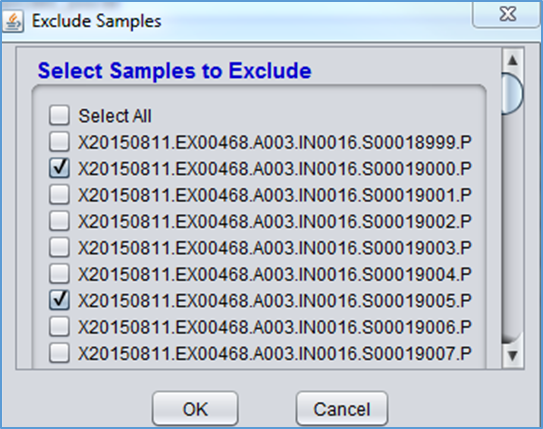 Exclude Samples
Select Samples to Exclude
Select All
X20150811.EX00468.A003.IN0016.S00018999.P
X20150811.EX00468.A003.IN0016.S00019000.P
X20150811.EX00468.A003.IN0016.S00019001.P
X20150811.EX00468.A003.IN0016.S00019002.P
X20150811.EX00468.A003.IN0016.S00019003.P
X20150811.EX00468.A003.IN0016.S00019004.P
X20150811.EX00468.A003.IN0016.S00019005.P
X20150811.EX00468.A003.IN0016.S00019006.P
X20150811.EX00468.A003.IN0016.S00019007.P
OK Cancel